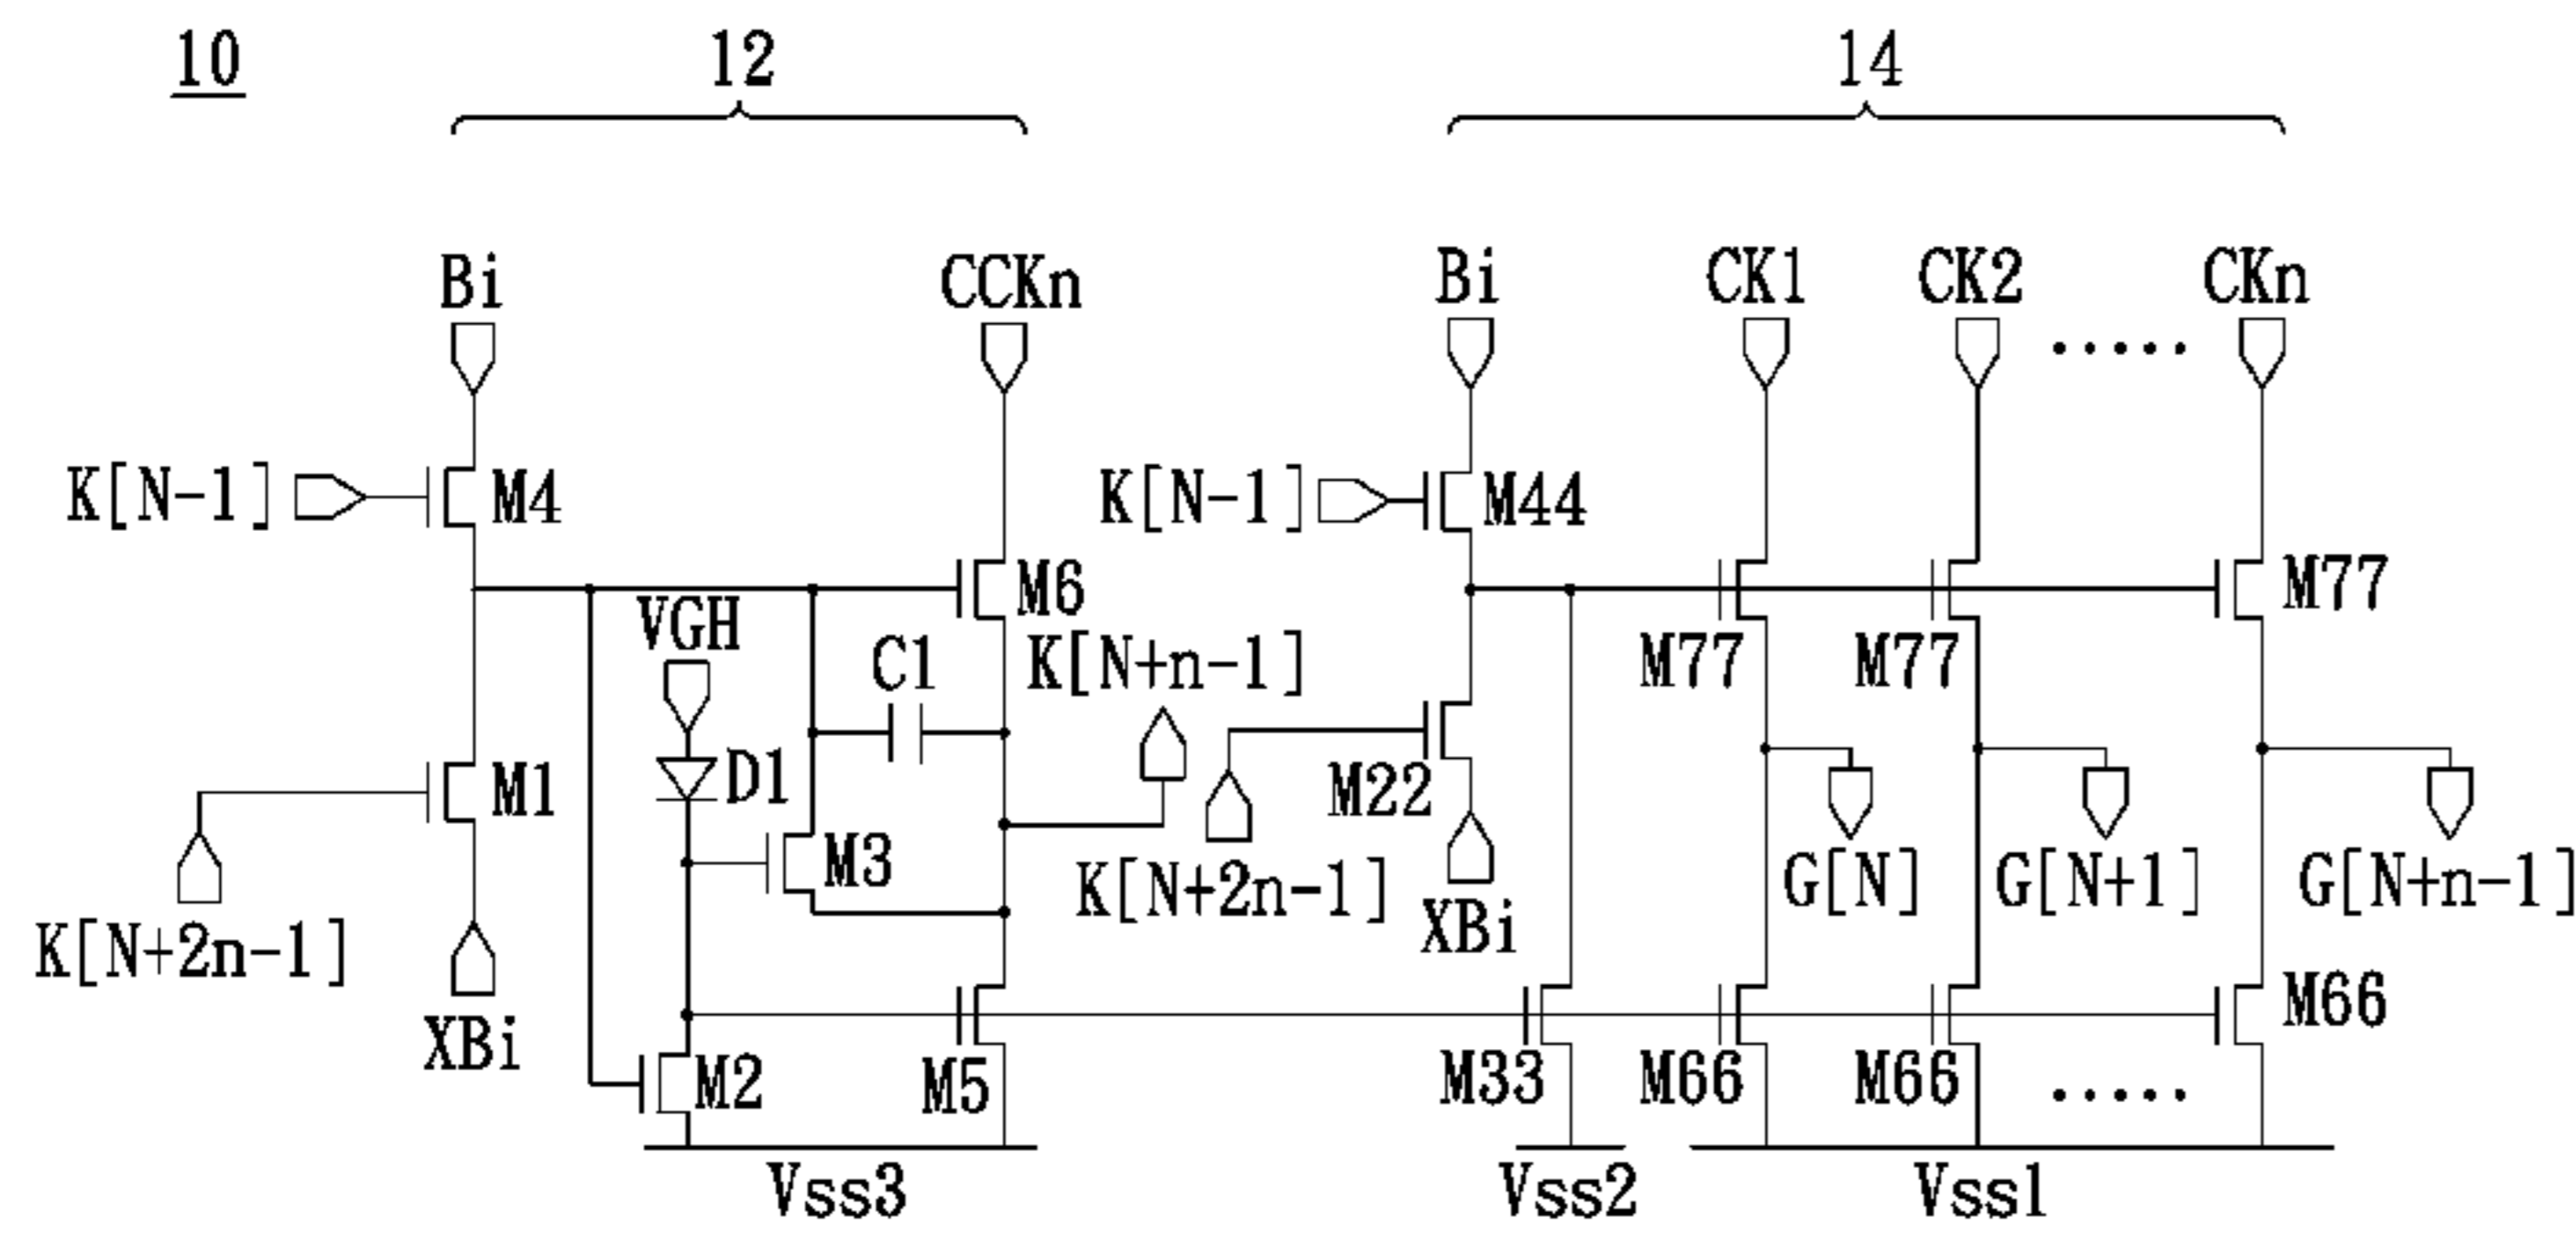 10 12 14
Bi CCKn Bi CK1 CK2 CKn
K[N-1] M4 K[N-1] M44
M6 M77
VGH C1 K[N+n-1] M77 M77
D1 M1 M22
M3 K[N+2n-1] G[N] G[N+1] G[N+n-1]
K[N+2n-1] XBi
XBi M66
M2 M5 M33 M66 M66
Vss3 Vss2 Vss1